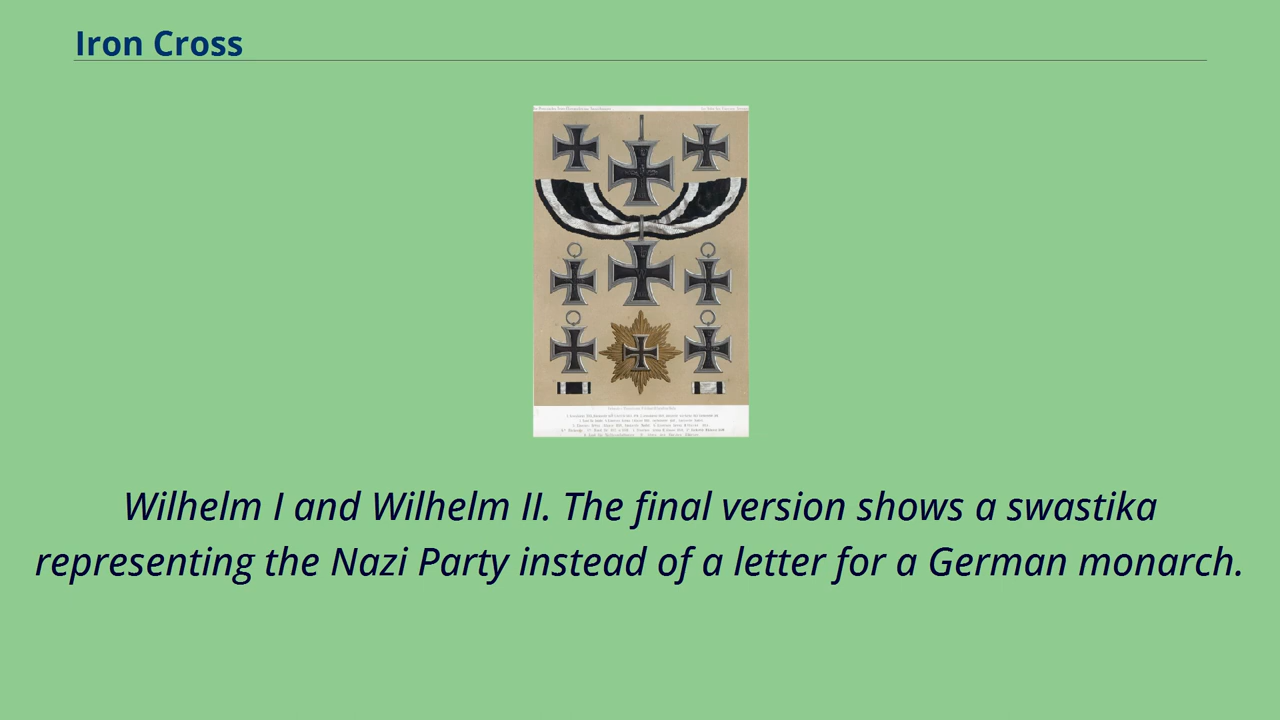 Iron Cross
Wilhelm I and Wilhelm II. The final version shows a swastika
representing the Nazi Party instead of a letter for a German monarch.